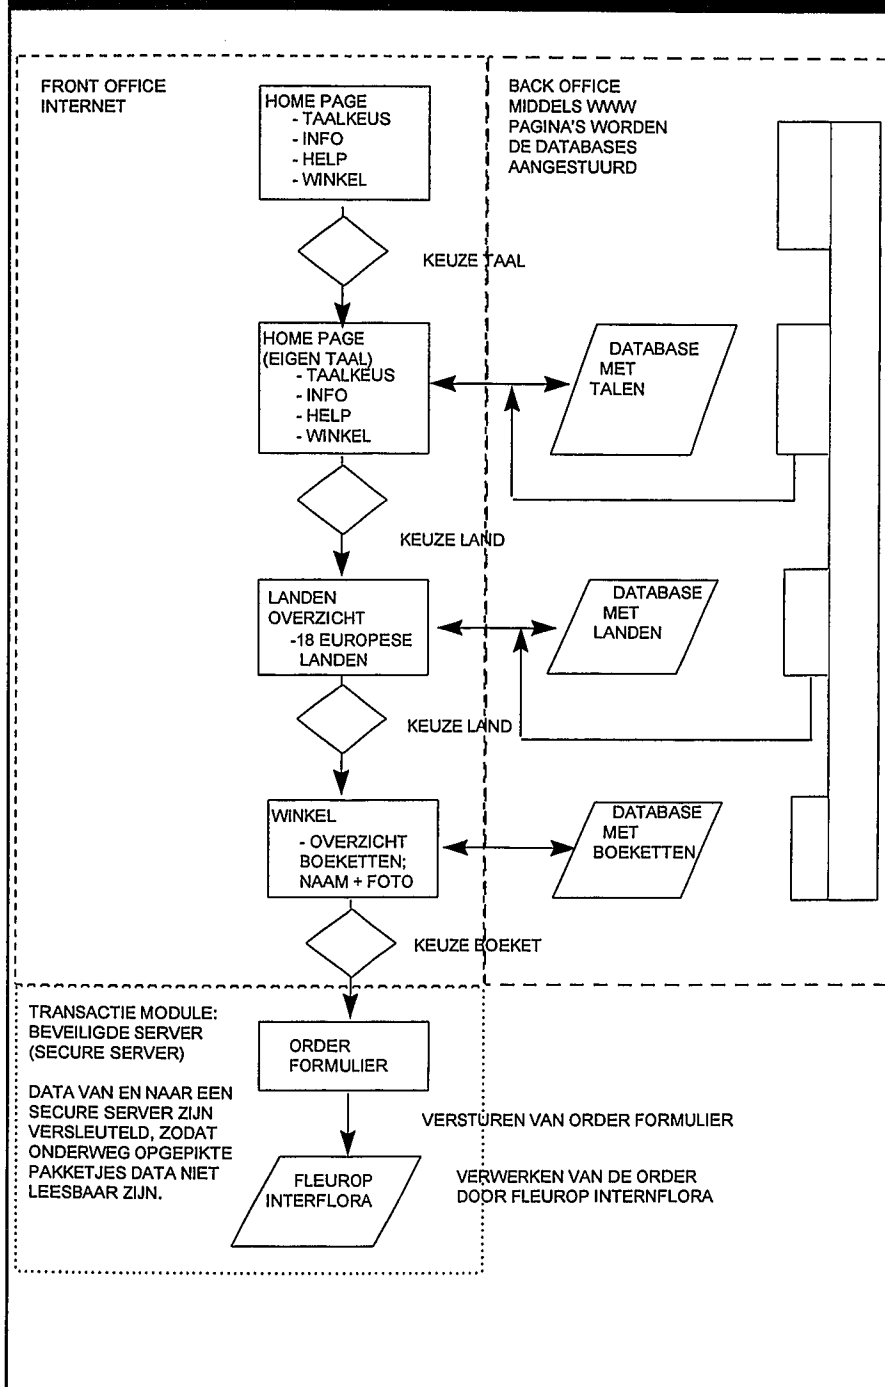 FRONT OFFICE
INTERNET
BACK OFFICE
MIDDELS WWW
PAGINA'S WORDEN
DE DATABASES
AANGESTUURD
HOME PAGE
- TAALKEUS
- INFO
- HELP
- WINKEL
KEUZE TAAL
HOME PAGE
(EIGEN TAAL)
- TAALKEUS
- INFO
- HELP
- WINKEL
DATABASE
MET
TALEN
KEUZE LAND
LANDEN
OVERZICHT
-18 EUROPESE
LANDEN
DATABASE
MET
LANDEN
KEUZE LAND
WINKEL
- OVERZICHT
BOEKETTEN;
NAAM + FOTO
DATABASE
MET
BOEKETTEN
KEUZE BOEKET
TRANSACTIE MODULE:
BEVEILIGDE SERVER
(SECURE SERVER)
DATA VAN EN NAAR EEN
SECURE SERVER ZIJN
VERSLEUTELD, ZODAT
ONDERWEG OPGEPIKTE
PAKKETJES DATA NIET
LEESBAAR ZIJN.
ORDER
FORMULIER
VERSTUREN VAN ORDER FORMULIER
FLEUROP
INTERFLORA
VERWERKEN VAN DE ORDER
DOOR FLEUROP INTERNFLORA